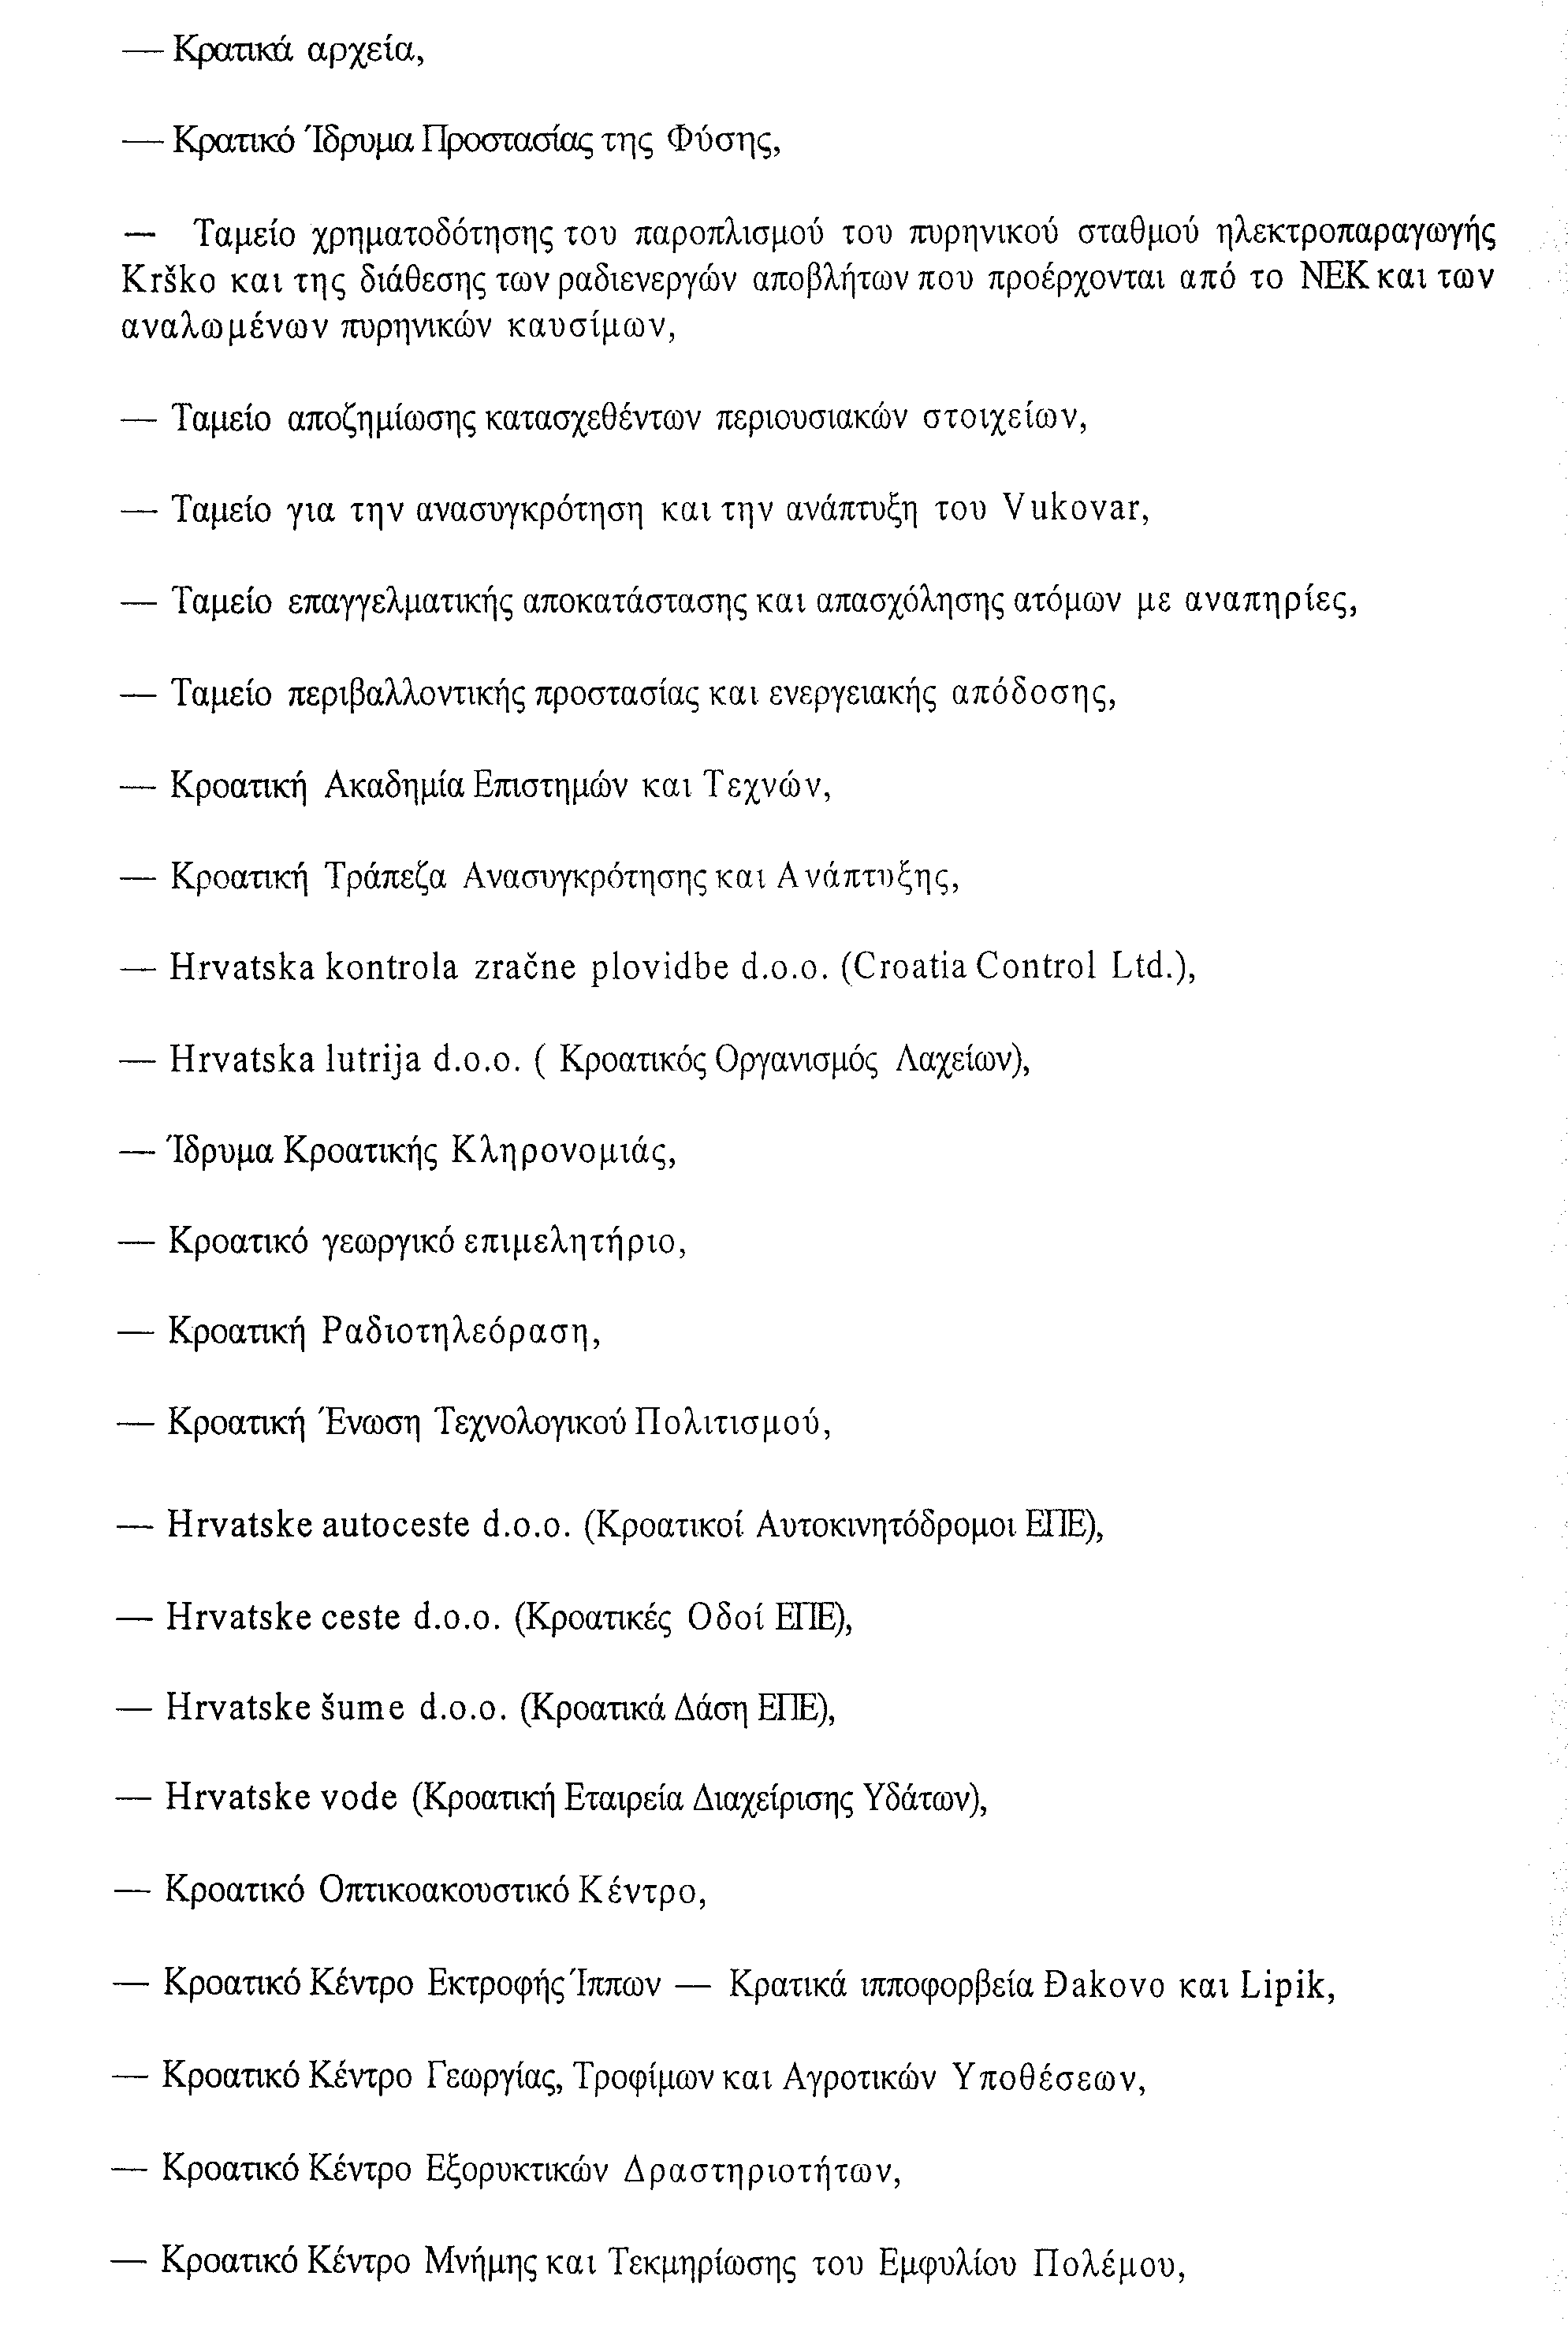 — Κρατικά αρχεία,
— Κρατικό Ίδρυμα Προστασίας της Φύσης,
— Ταμείο χρηματοδότησης του παροπλισμού του πυρηνικού σταθμού ηλεκτροπαραγωγής
Krško και της διάθεσης των ραδιενεργών αποβλήτων που προέρχονται από το ΝΕΚ και των
αναλωμένων πυρηνικών καυσίμων,
— Ταμείο αποζημίωσης κατασχεθέντων περιουσιακών στοιχείων,
— Ταμείο για την ανασυγκρότηση και την ανάπτυξη του Vukovar,
— Ταμείο επαγγελματικής αποκατάστασης και απασχόλησης ατόμων με αναπηρίες,
— Ταμείο περιβαλλοντικής προστασίας και ενεργειακής απόδοσης,
— Κροατική Ακαδημία Επιστημών και Τεχνών,
— Κροατική Τράπεζα Ανασυγκρότησης και Ανάπτυξης,
— Hrvatska kontrola zračne plovidbe d.o.o. (Croatia Control Ltd.),
— Hrvatska lutrija d.o.o. ( Κροατικός Οργανισμός Λαχείων),
— Ίδρυμα Κροατικής Κληρονομιάς,
— Κροατικό γεωργικό επιμελητήριο,
— Κροατική Ραδιοτηλεόραση,
— Κροατική Ένωση Τεχνολογικού Πολιτισμού,
— Hrvatske autoceste d.o.o. (Κροατικοί Αυτοκινητόδρομοι ΕΠΕ),
— Hrvatske ceste d.o.o. (Κροατικές Οδοί ΕΠΕ),
— Hrvatske šume d.o.o. (Κροατικά Δάση ΕΠΕ),
— Hrvatske vode (Κροατική Εταιρεία Διαχείρισης Υδάτων),
— Κροατικό Οπτικοακουστικό Κέντρο,
— Κροατικό Κέντρο Εκτροφής Ίππων — Κρατικά ιπποφορβεία Đakovo και Lipik,
— Κροατικό Κέντρο Γεωργίας, Τροφίμων και Αγροτικών Υποθέσεων,
— Κροατικό Κέντρο Εξορυκτικών Δραστηριοτήτων,
— Κροατικό Κέντρο Μνήμης και Τεκμηρίωσης του Εμφυλίου Πολέμου,